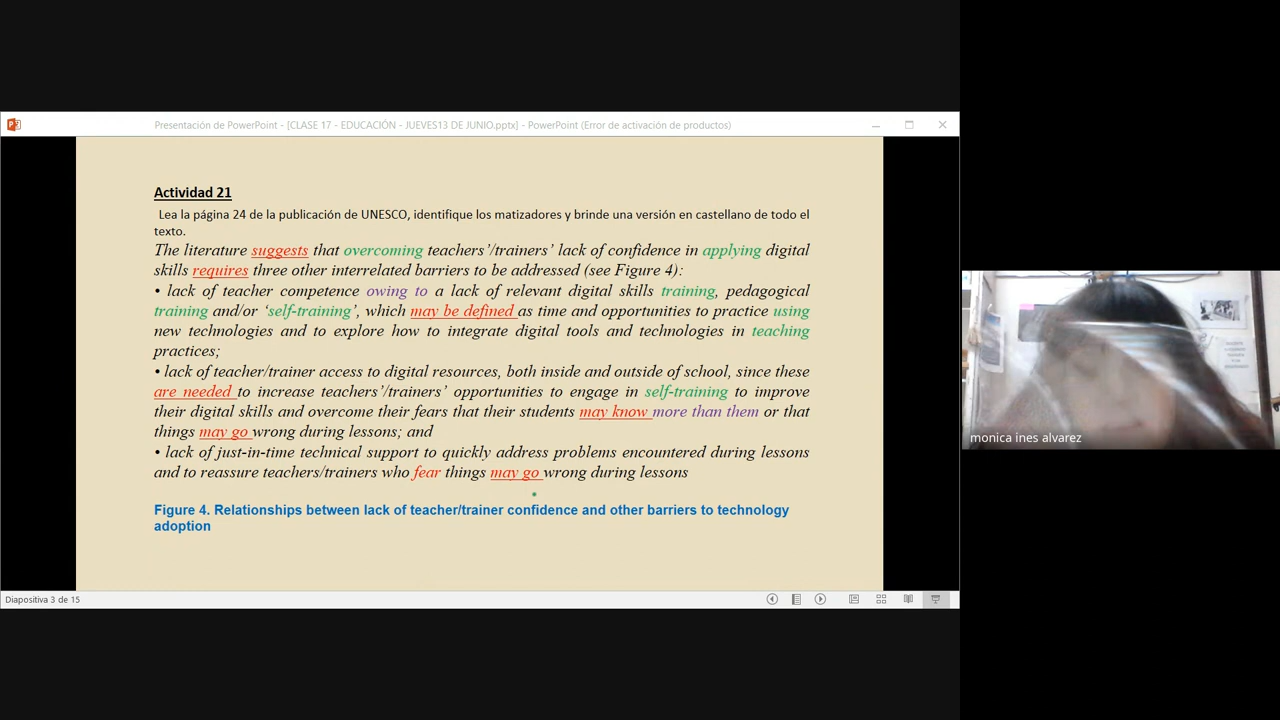 Presentación de PowerPoint - [CLASE 17 - EDUCACIÓN - JUEVES13 DE JUNIO.pptx] - PowerPoint (Error de activación de productos)
Actividad 21
Lea la página 24 de la publicación de UNESCO, identifique los matizadores y brinde una versión en castellano de todo el
texto.
The literature suggests that overcoming teachers’/trainers’ lack of confidence in applying digital
skills requires three other interrelated barriers to be addressed (see Figure 4):
• lack of teacher competence owing to a lack of relevant digital skills training, pedagogical
training and/or ‘self-training’, which may be defined as time and opportunities to practice using
new technologies and to explore how to integrate digital tools and technologies in teaching
practices;
• lack of teacher/trainer access to digital resources, both inside and outside of school, since these
are needed to increase teachers’/trainers’ opportunities to engage in self-training to improve
their digital skills and overcome their fears that their students may know more than them or that
things may go wrong during lessons; and
• lack of just-in-time technical support to quickly address problems encountered during lessons
and to reassure teachers/trainers who fear things may go wrong during lessons
Figure 4. Relationships between lack of teacher/trainer confidence and other barriers to technology
adoption
Diapositiva 3 de 15
monica ines alvarez